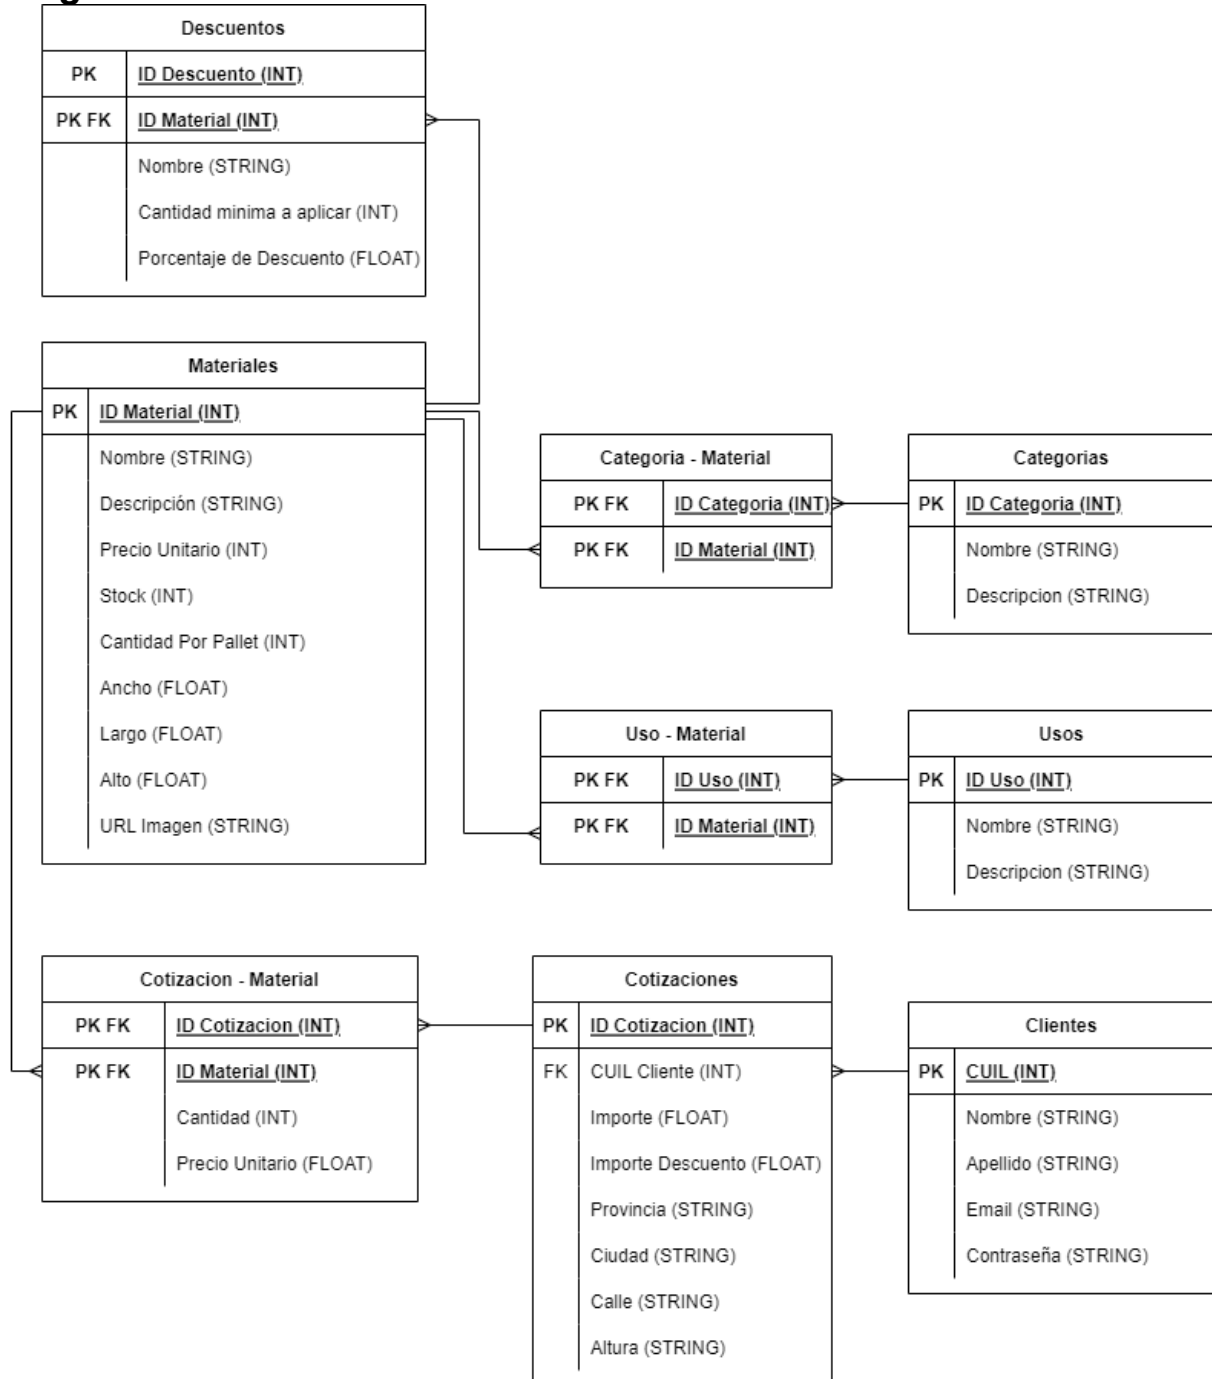 Descuentos
PK ID Descuento (INT)
PK FK ID Material (INT)
Nombre (STRING)
Cantidad minima a aplicar (INT)
Porcentaje de Descuento (FLOAT)
Materiales
PK ID Material (INT)
Nombre (STRING)
Descripción (STRING)
Precio Unitario (INT)
Stock (INT)
Cantidad Por Pallet (INT)
Ancho (FLOAT)
Largo (FLOAT)
Alto (FLOAT)
URL Imagen (STRING)
Categoria - Material
PK FK ID Categoria (INT)
PK FK ID Material (INT)
Categorias
PK ID Categoria (INT)
Nombre (STRING)
Descripcion (STRING)
Uso - Material
PK FK ID Uso (INT)
PK FK ID Material (INT)
Usos
PK ID Uso (INT)
Nombre (STRING)
Descripcion (STRING)
Cotizacion - Material
PK FK ID Cotizacion (INT)
PK FK ID Material (INT)
Cantidad (INT)
Precio Unitario (FLOAT)
Cotizaciones
PK ID Cotizacion (INT)
FK CUIL Cliente (INT)
Importe (FLOAT)
Importe Descuento (FLOAT)
Provincia (STRING)
Ciudad (STRING)
Calle (STRING)
Altura (STRING)
Clientes
PK CUIL (INT)
Nombre (STRING)
Apellido (STRING)
Email (STRING)
Contraseña (STRING)